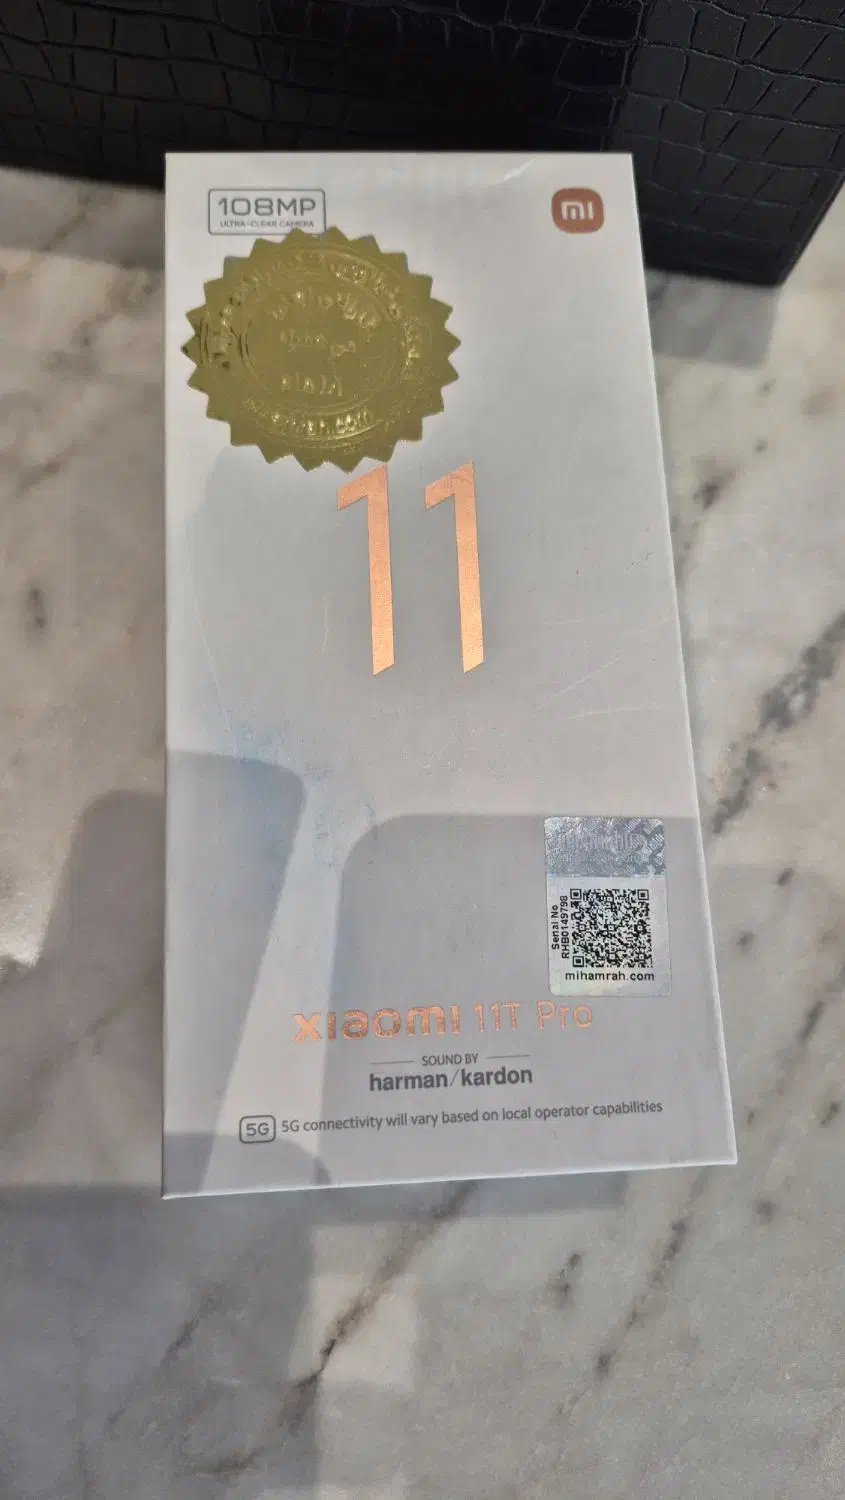 108MP
ULTRA-CLEAR CAMERA
mi
11
Serial No
RHB0149798
mihamrah.com
xiaomi 11T Pro
SOUND BY
harman/kardon
5G 5G connectivity will vary based on local operator capabilities